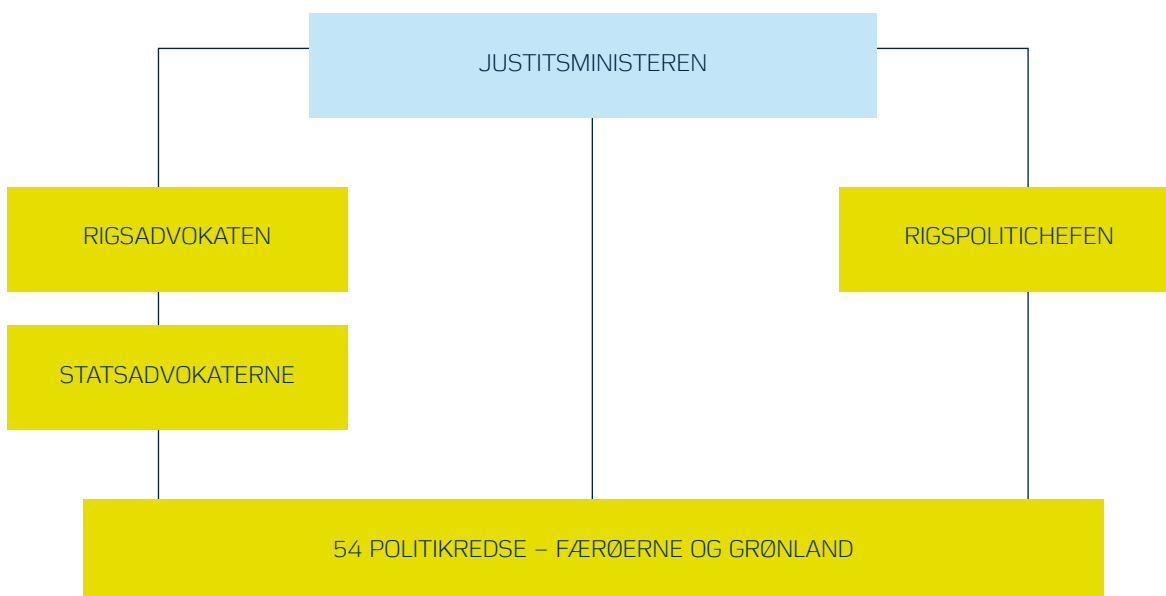 JUSTITSMINISTEREN
RIGSADVOKATEN
RIGSPOLITICHEFEN
STATSADVOKATERNE
54 POLITIKREDSE – FÆRØERNE OG GRØNLAND